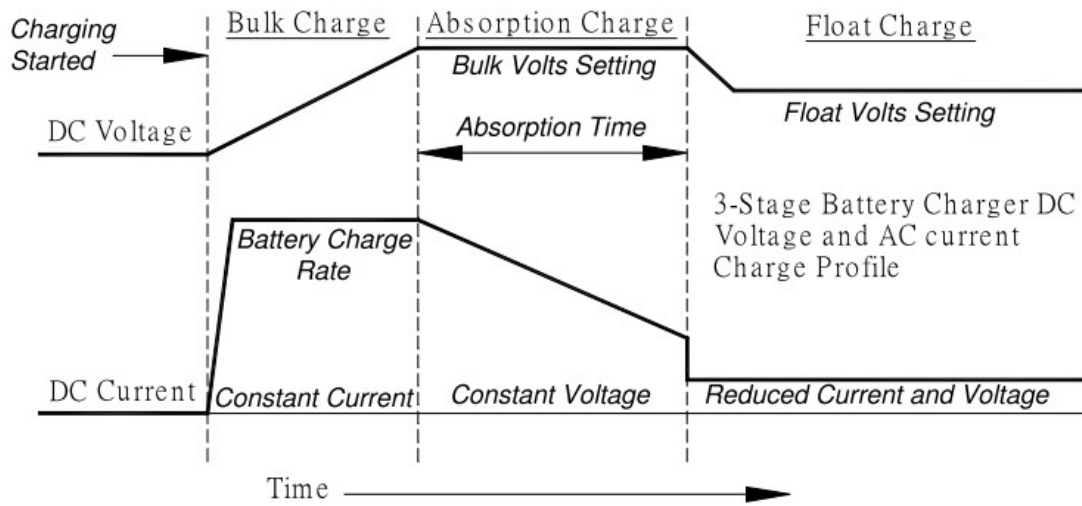 Charging
Started
Bulk Charge
Absorption Charge
Float Charge
Bulk Volts Setting
DC Voltage
Absorption Time
Float Volts Setting
Battery Charge
Rate
3-Stage Battery Charger DC
Voltage and AC current
Charge Profile
DC Current
Constant Current
Constant Voltage
Reduced Current and Voltage
Time